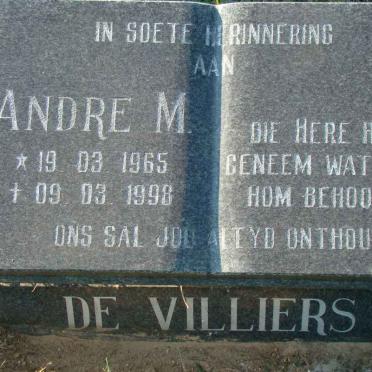 IN SOETE HERINNERING
AAN
ANDRE M.
* 19 03 1965
† 09 03 1998
DIE HERE H
GENEEM WAT
HOM BEHOO
ONS SAL JOU ALTYD ONTHOU
DE VILLIERS